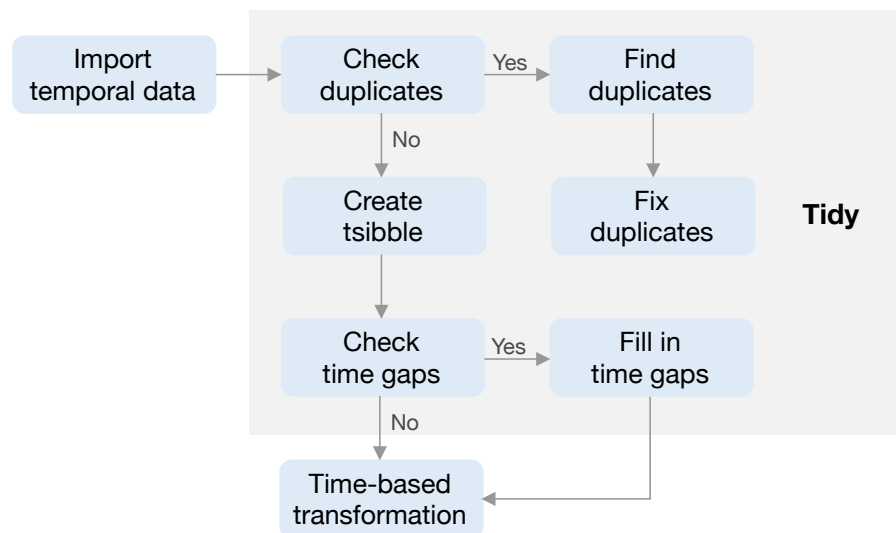 Import
temporal data
Check
duplicates
Yes
Find
duplicates
No
Create
tsibble
Fix
duplicates
Tidy
Check
time gaps
Yes
Fill in
time gaps
No
Time-based
transformation